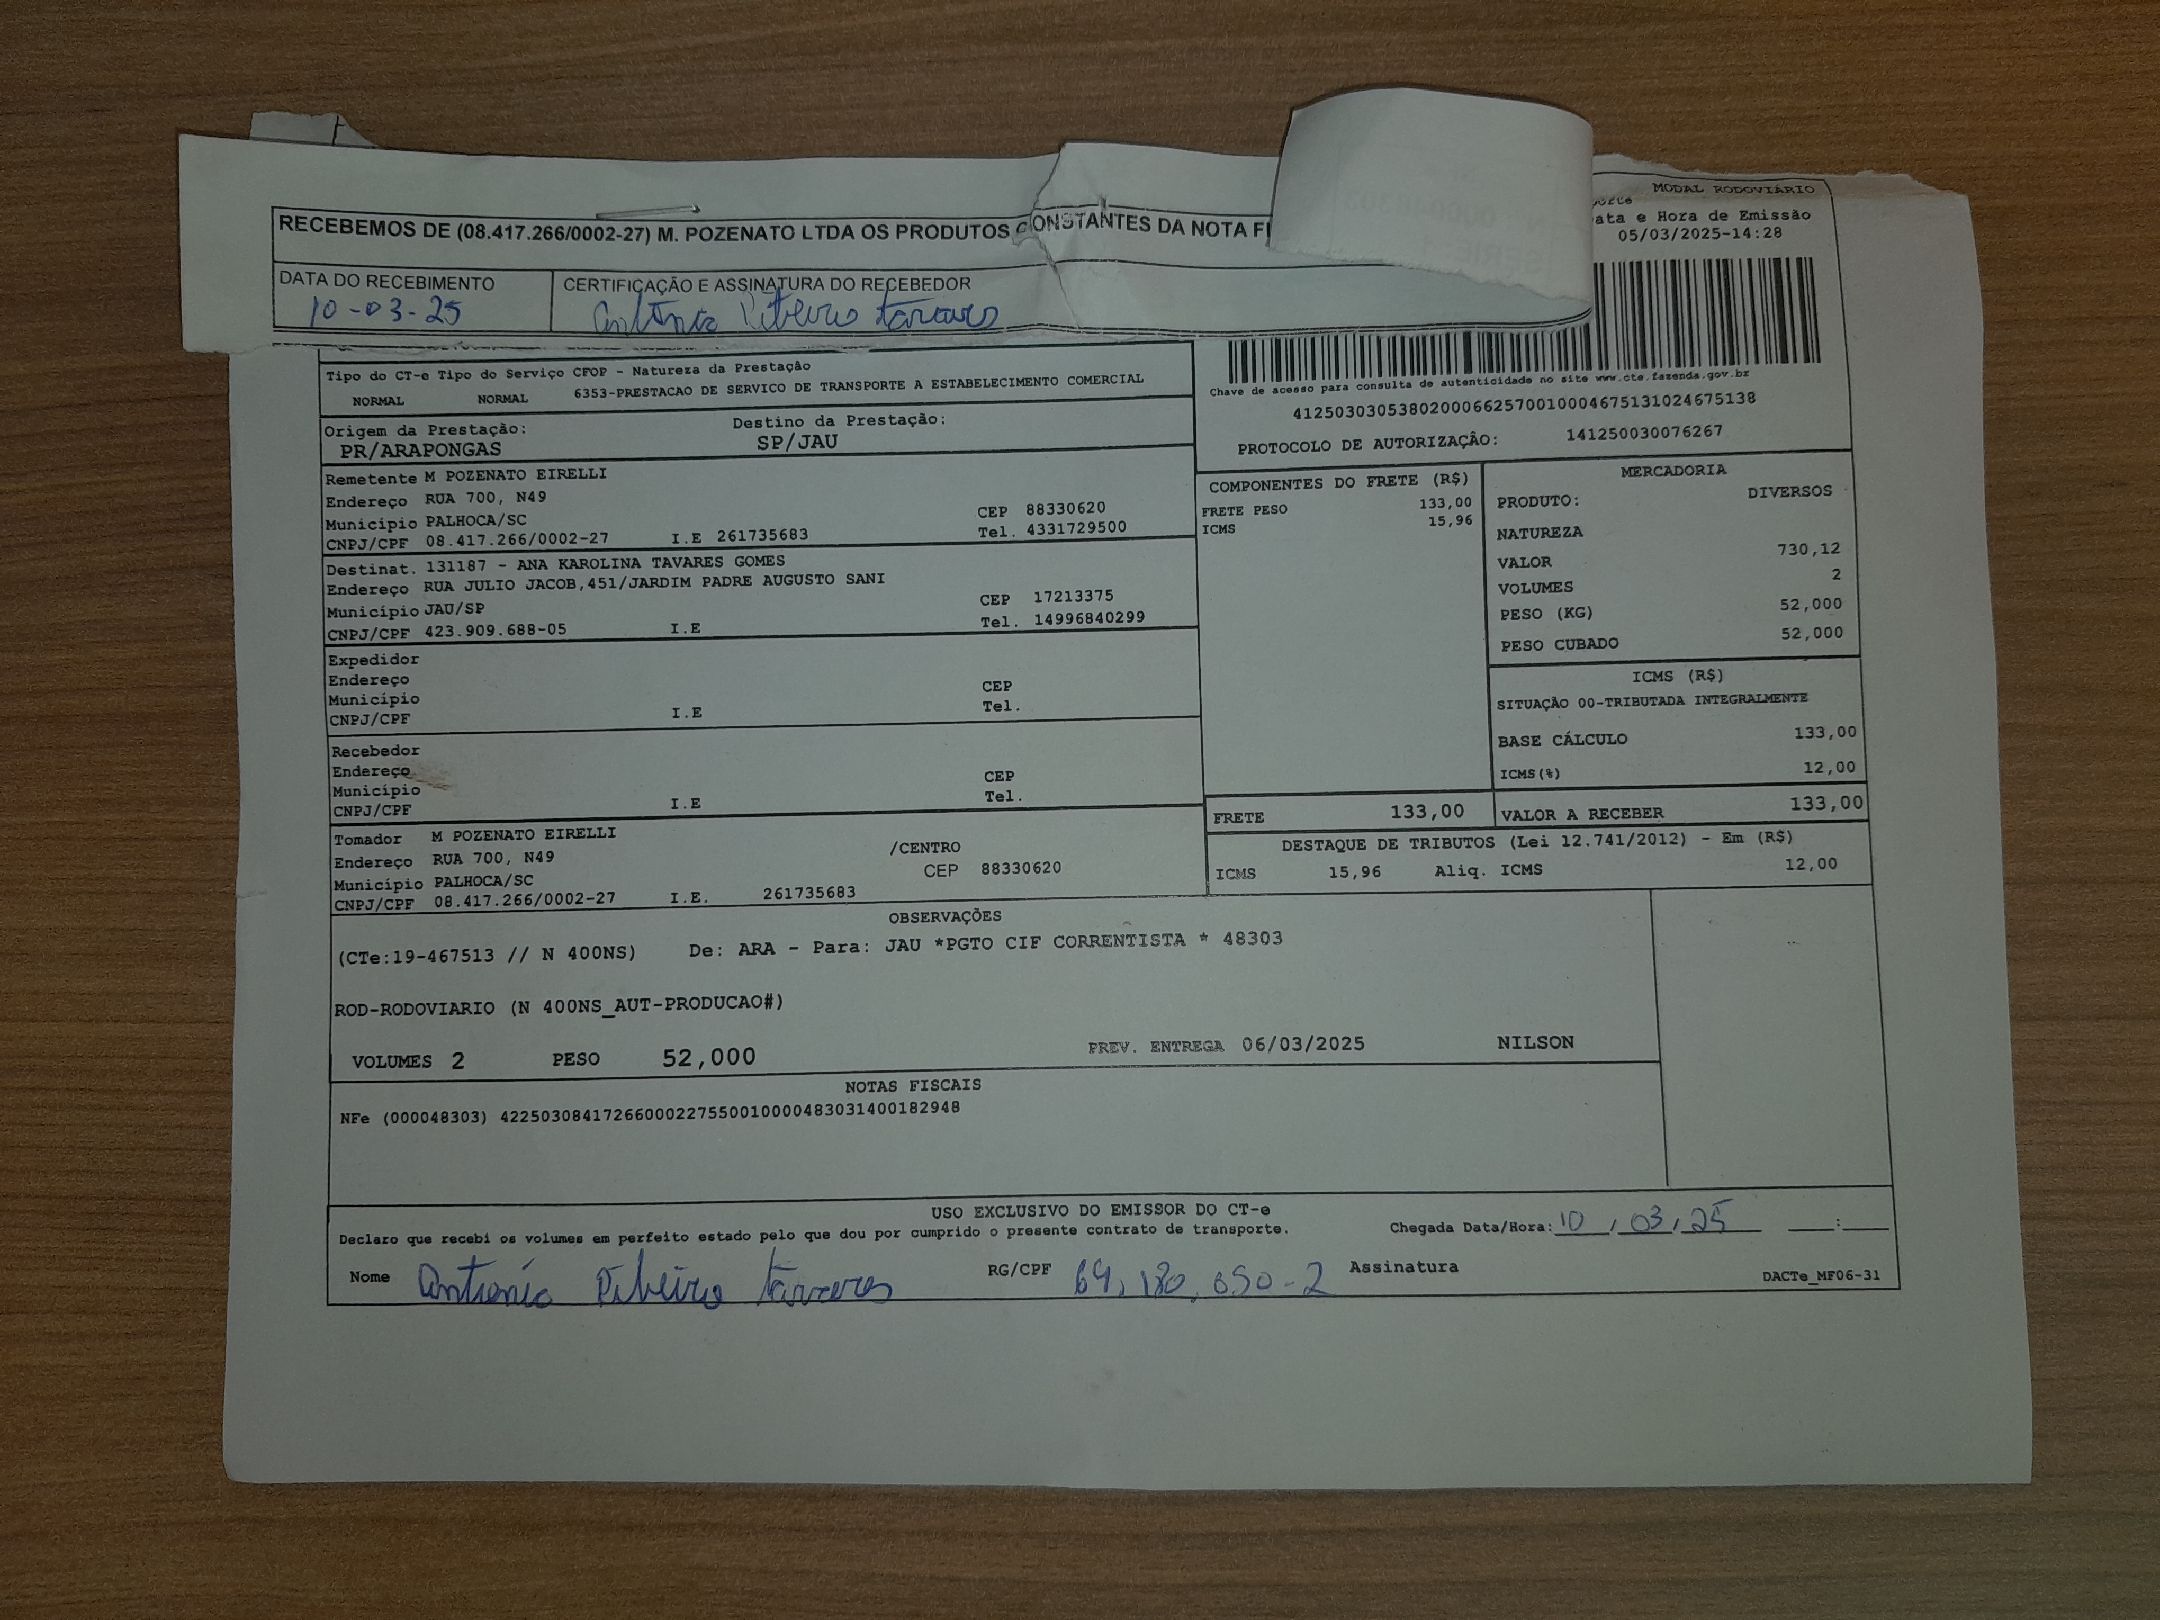 RECEBEMOS DE (08.417.266/0002-27) M. POZENATO LTDA OS PRODUTOS CONSTANTES DA NOTA FI
DATA DO RECEBIMENTO CERTIFICAÇÃO E ASSINATURA DO RECEBEDOR
10-03-25 Ribeiro tavares
MODAL RODOVIÁRIO
ata e Hora de Emissão
05/03/2025-14:28
Tipo do CT-e Tipo do Serviço CFOP - Natureza da Prestação
NORMAL NORMAL 6353-PRESTACAO DE SERVICO DE TRANSPORTE A ESTABELECIMENTO COMERCIAL
Origem da Prestação: Destino da Prestação:
PR/ARAPONGAS SP/JAU
Chave de acesso para consulta de autenticidade no site www.cte.fazenda.gov.br
41250303053802000662570010004675131024675138
PROTOCOLO DE AUTORIZAÇÃO: 141250030076267
Remetente M POZENATO EIRELLI
Endereço RUA 700, N49
Município PALHOCA/SC CEP 88330620
CNPJ/CPF 08.417.266/0002-27 I.E 261735683 Tel. 4331729500
Destinat. 131187 - ANA KAROLINA TAVARES GOMES
Endereço RUA JULIO JACOB,451/JARDIM PADRE AUGUSTO SANI
Município JAU/SP CEP 17213375
CNPJ/CPF 423.909.688-05 I.E Tel. 14996840299
Expedidor
Endereço
Município CEP
CNPJ/CPF I.E Tel.
Recebedor
Endereço
Município CEP
CNPJ/CPF I.E Tel.
Tomador M POZENATO EIRELLI
Endereço RUA 700, N49 /CENTRO
Município PALHOCA/SC CEP 88330620
CNPJ/CPF 08.417.266/0002-27 I.E. 261735683
COMPONENTES DO FRETE (R$)
FRETE PESO 133,00
ICMS 15,96
FRETE 133,00
MERCADORIA
PRODUTO: DIVERSOS
NATUREZA
VALOR 730,12
VOLUMES 2
PESO (KG) 52,000
PESO CUBADO 52,000
ICMS (R$)
SITUAÇÃO 00-TRIBUTADA INTEGRALMENTE
BASE CÁLCULO 133,00
ICMS(%) 12,00
VALOR A RECEBER 133,00
DESTAQUE DE TRIBUTOS (Lei 12.741/2012) - Em (R$)
ICMS 15,96 Aliq. ICMS 12,00
OBSERVAÇÕES
(CTe:19-467513 // N 400NS) De: ARA - Para: JAU *PGTO CIF CORRENTISTA * 48303
ROD-RODOVIARIO (N 400NS_AUT-PRODUCAO#)
VOLUMES 2 PESO 52,000 PREV. ENTREGA 06/03/2025 NILSON
NOTAS FISCAIS
NFe (000048303) 42250308417266000227550010000483031400182948
USO EXCLUSIVO DO EMISSOR DO CT-e
Declaro que recebi os volumes em perfeito estado pelo que dou por cumprido o presente contrato de transporte. Chegada Data/Hora: 10,03,25 __:__
Nome Antionio Ribeiro tavares RG/CPF 64.180.650-2 Assinatura DACTe_MF06-31